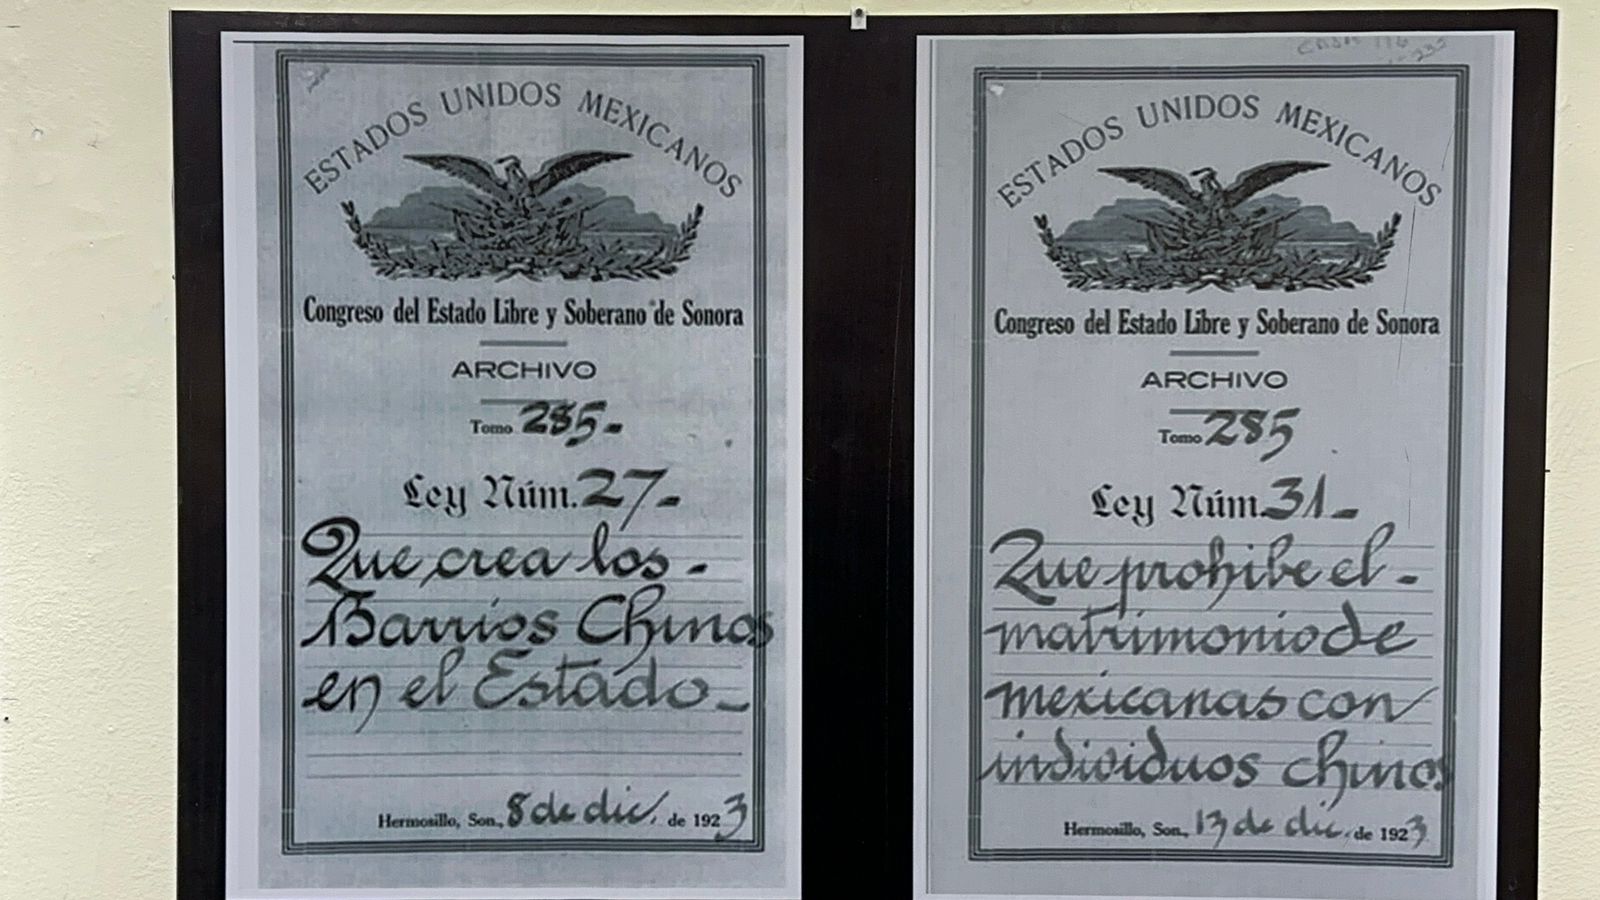 ESTADOS UNIDOS MEXICANOS
Congreso del Estado Libre y Soberano de Sonora
ARCHIVO
Tomo 285-
Ley Núm. 27-
Que crea los -
Barrios Chinos
en el Estado -
Hermosillo, Son., 8 de dic. de 1923
ESTADOS UNIDOS MEXICANOS
Congreso del Estado Libre y Soberano de Sonora
ARCHIVO
Tomo 285
Ley Núm. 31-
Que prohibe el -
matrimonio de
mexicanas con
individuos chinos
Hermosillo, Son., 13 de dic. de 1923